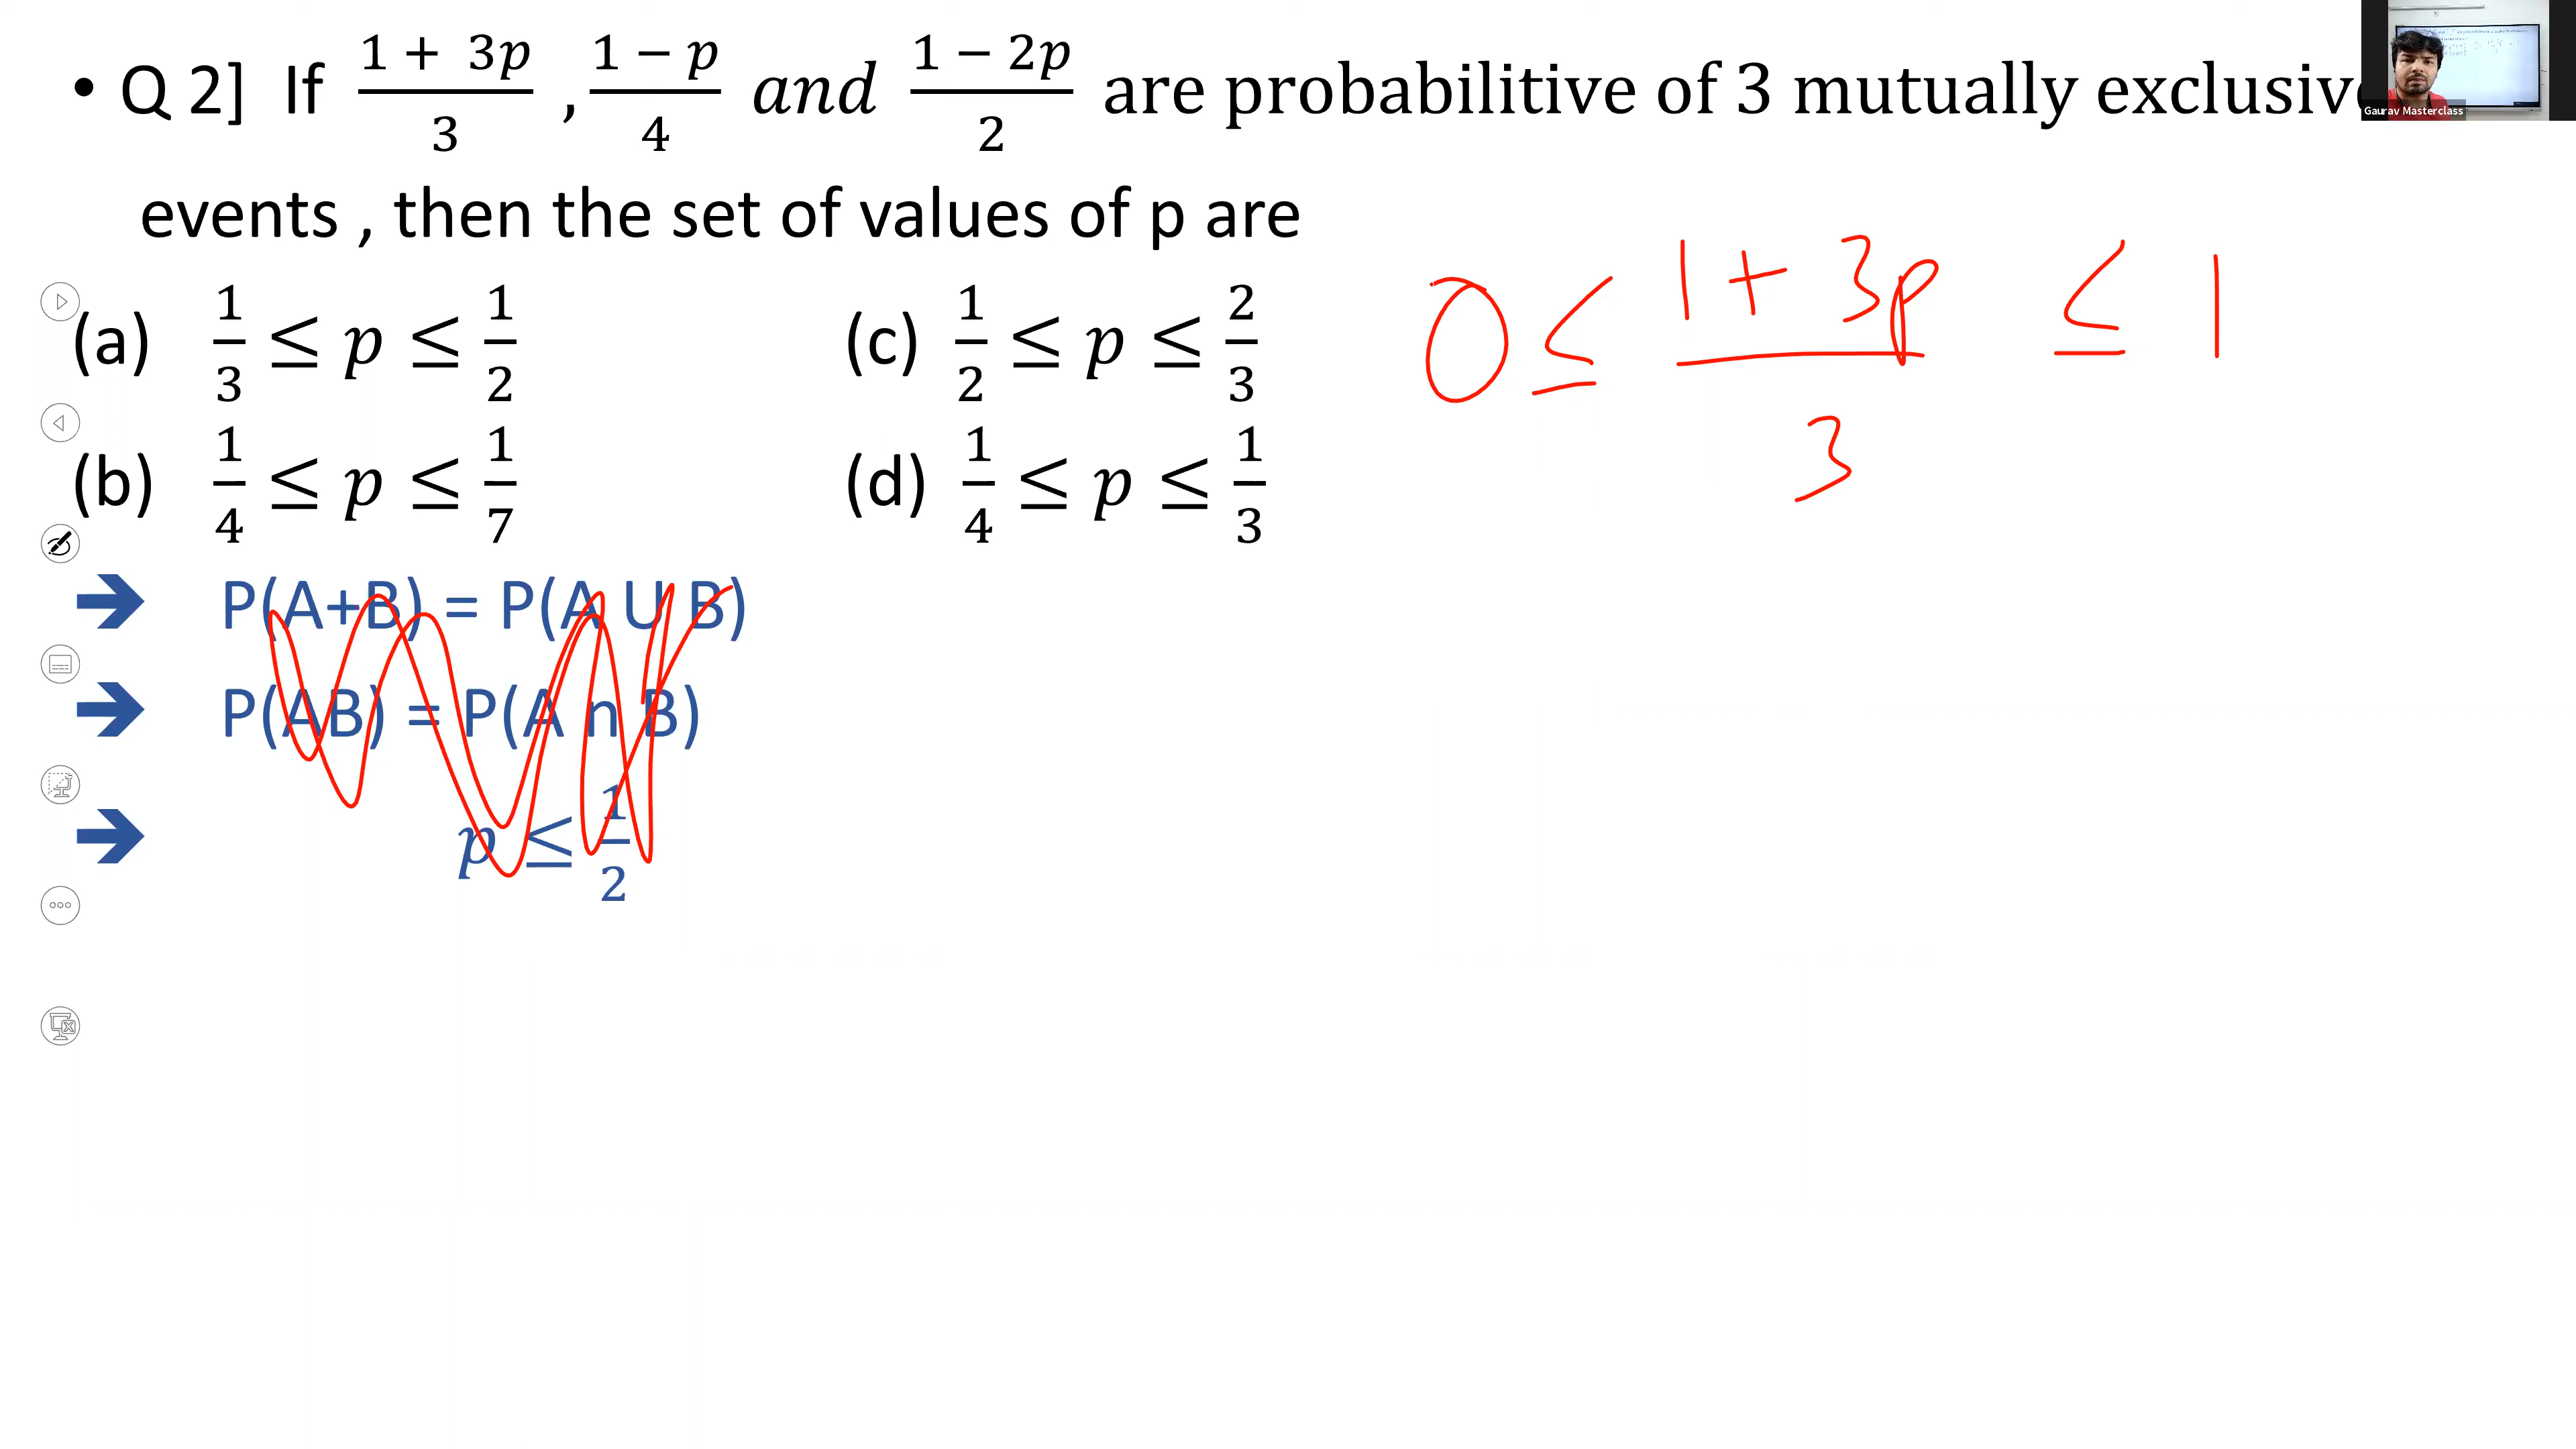 • Q 2] If (1 + 3p)/3 , (1 − p)/4 and (1 − 2p)/2 are probabilitive of 3 mutually exclusiv
Gaurav Masterclass
events , then the set of values of p are
(a) 1/3 ≤ p ≤ 1/2 (c) 1/2 ≤ p ≤ 2/3
0 ≤ (1 + 3p)/3 ≤ 1
(b) 1/4 ≤ p ≤ 1/7 (d) 1/4 ≤ p ≤ 1/3
➔ P(A+B) = P(A U B)
➔ P(AB) = P(A n B)
➔ p ≤ 1/2